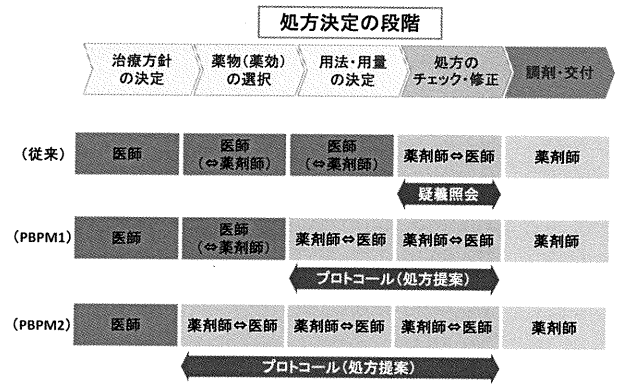 処方決定の段階
治療方針
の決定
薬物(薬効)
の選択
用法・用量
の決定
処方の
チェック・修正
調剤・交付
(従来)
医師
医師
(⇔薬剤師)
医師
(⇔薬剤師)
薬剤師⇔医師
薬剤師
疑義照会
(PBPM1)
医師
医師
(⇔薬剤師)
薬剤師⇔医師
薬剤師⇔医師
薬剤師
プロトコール(処方提案)
(PBPM2)
医師
薬剤師⇔医師
薬剤師⇔医師
薬剤師⇔医師
薬剤師
プロトコール(処方提案)